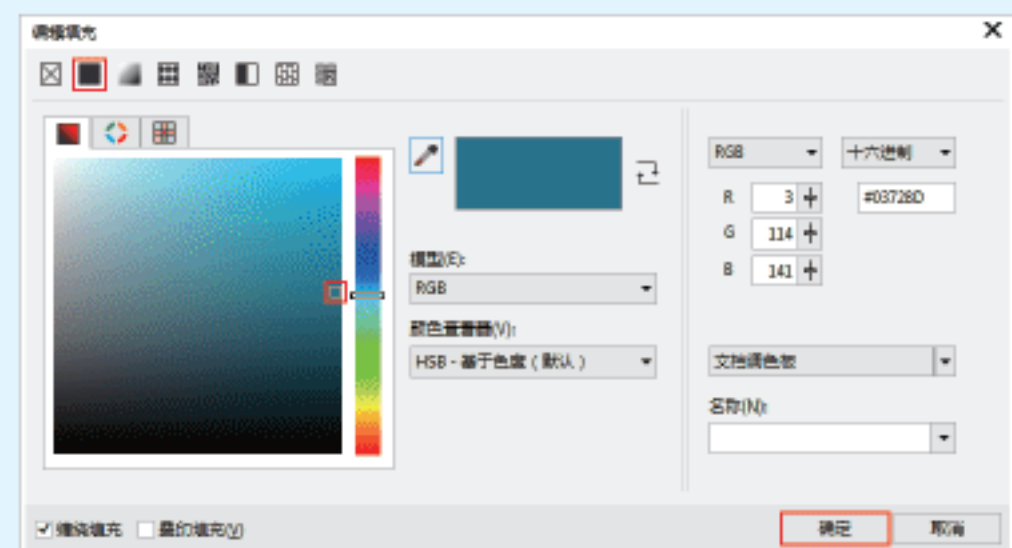 编辑填充
RGB 十六进制
R 3 #03728D
G 114
B 141
模型(E):
RGB
颜色查看器(V):
HSB - 基于色度（默认）
文档调色板
名称(N):
缠绕填充 叠印填充(V)
确定 取消